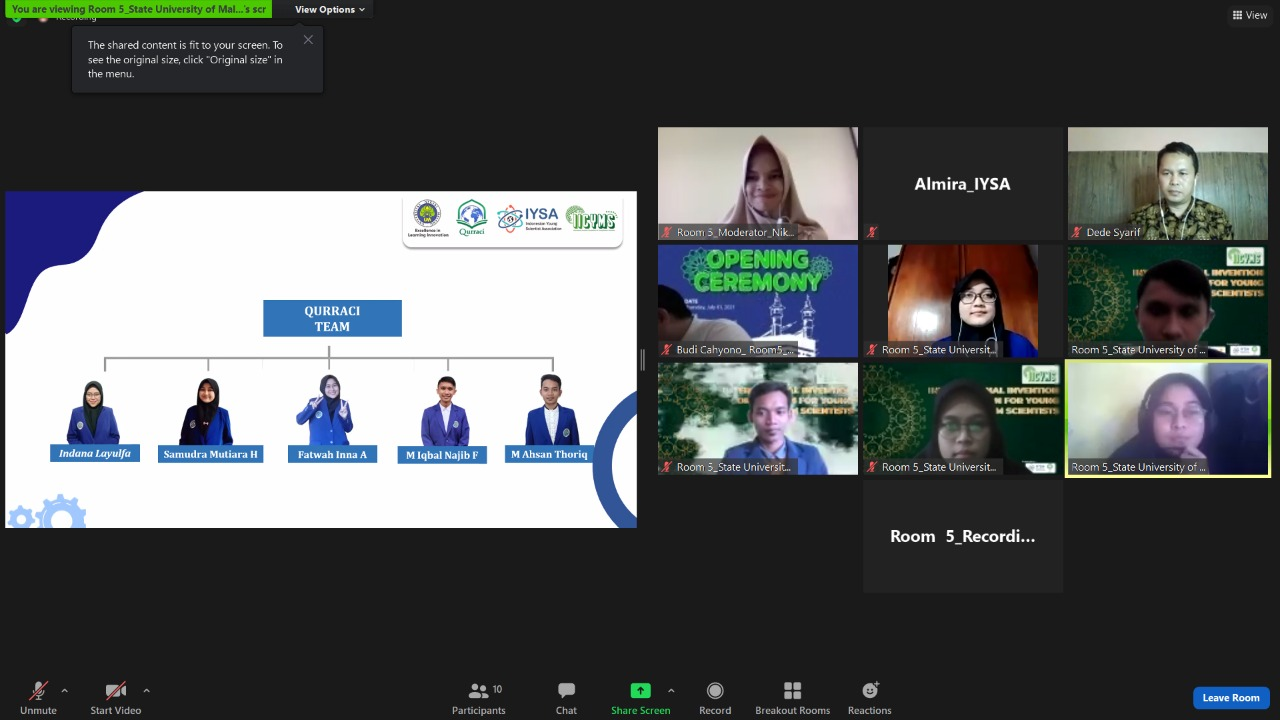 You are viewing Room 5_State University of Mal...'s scr
View Options
Recording
View
The shared content is fit to your screen. To
see the original size, click "Original size" in
the menu.
Excellence in
Learning Innovation
Qurraci
IYSA
Indonesian Young
Scientist Association
IICYMS
QURRACI
TEAM
Indana Layulfa
Samudra Mutiara H
Fatwah Inna A
M Iqbal Najib F
M Ahsan Thoriq
Room 5_Moderator_Nik...
Almira_IYSA
Dede Syarif
OPENING
CEREMONY
Budi Cahyono_ Room5_...
Room 5_State Universit...
Room 5_State University of ...
Room 5_State Universit...
Room 5_State Universit...
Room 5_State University of ...
Room 5_Recordi...
Unmute
Start Video
10
Participants
Chat
Share Screen
Record
Breakout Rooms
Reactions
Leave Room